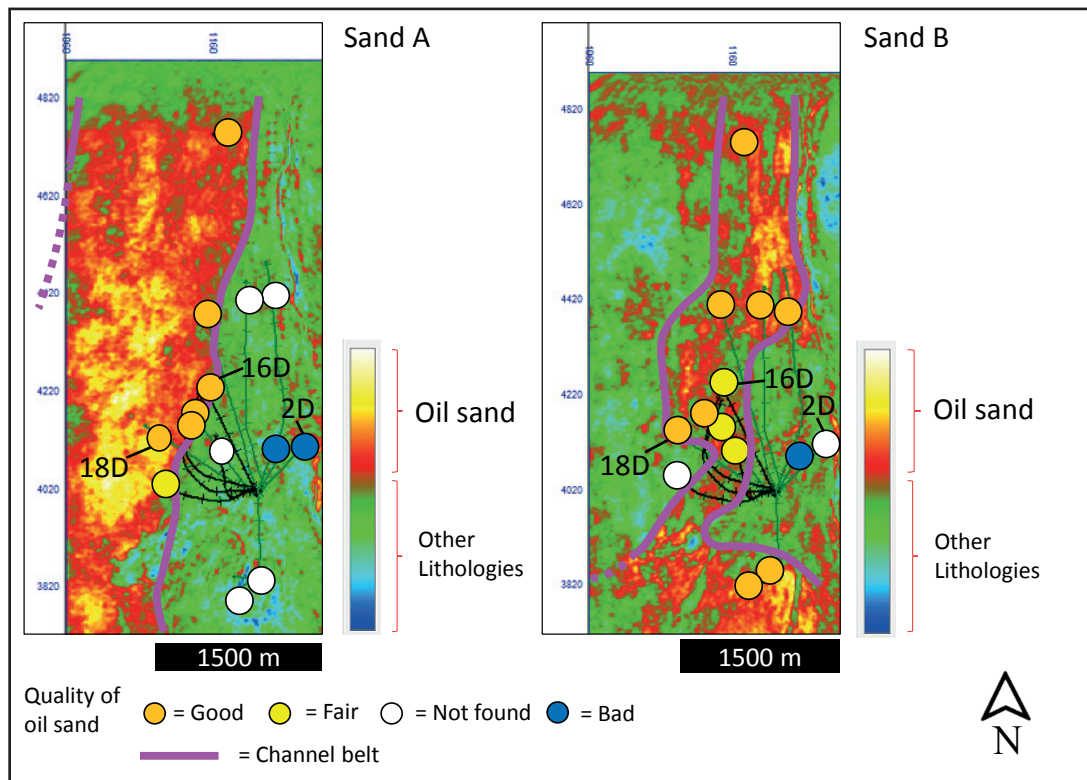 Sand A
Sand B
1060
1160
1060
1160
4820
4620
4420
4220
4020
3820
4820
4620
4420
4220
4020
3820
16D
2D
18D
16D
2D
18D
Oil sand
Other
Lithologies
Oil sand
Other
Lithologies
1500 m
1500 m
Quality of
oil sand
= Good
= Fair
= Not found
= Bad
= Channel belt
N